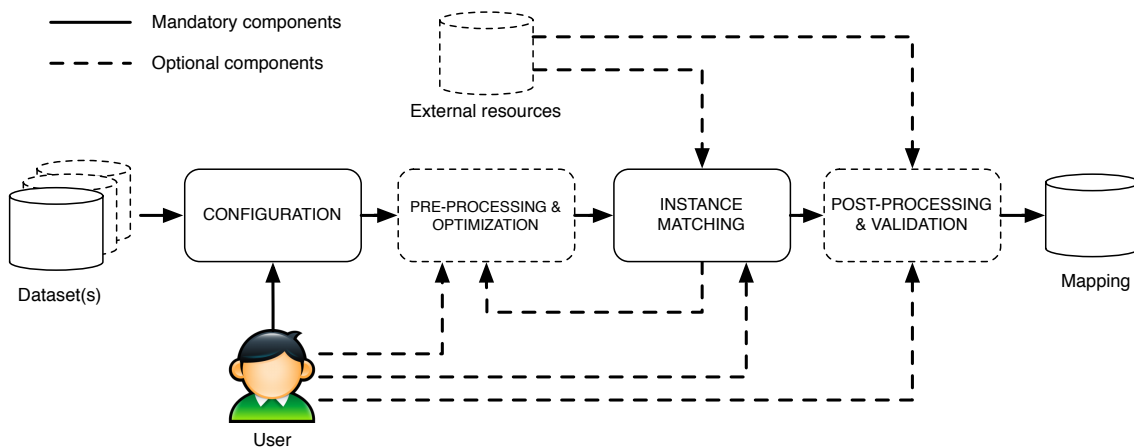 Mandatory components
Optional components
External resources
CONFIGURATION
PRE-PROCESSING &
OPTIMIZATION
INSTANCE
MATCHING
POST-PROCESSING
& VALIDATION
Dataset(s)
Mapping
User